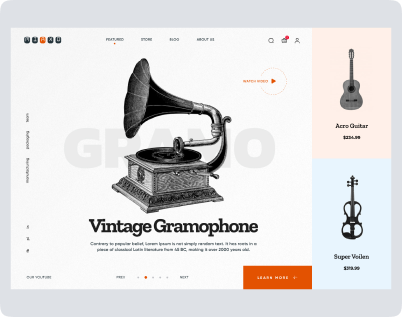 FEATURED STORE BLOG ABOUT US
WATCH VIDEO
GRAMO
Vintage Gramophone
Contrary to popular belief, Lorem Ipsum is not simply random text. It has roots in a
piece of classical Latin literature from 45 BC, making it over 2000 years old.
OUR YOUTUBE
PREV NEXT
LEARN MORE
Acro Guitar
$234.99
Super Voilen
$319.99